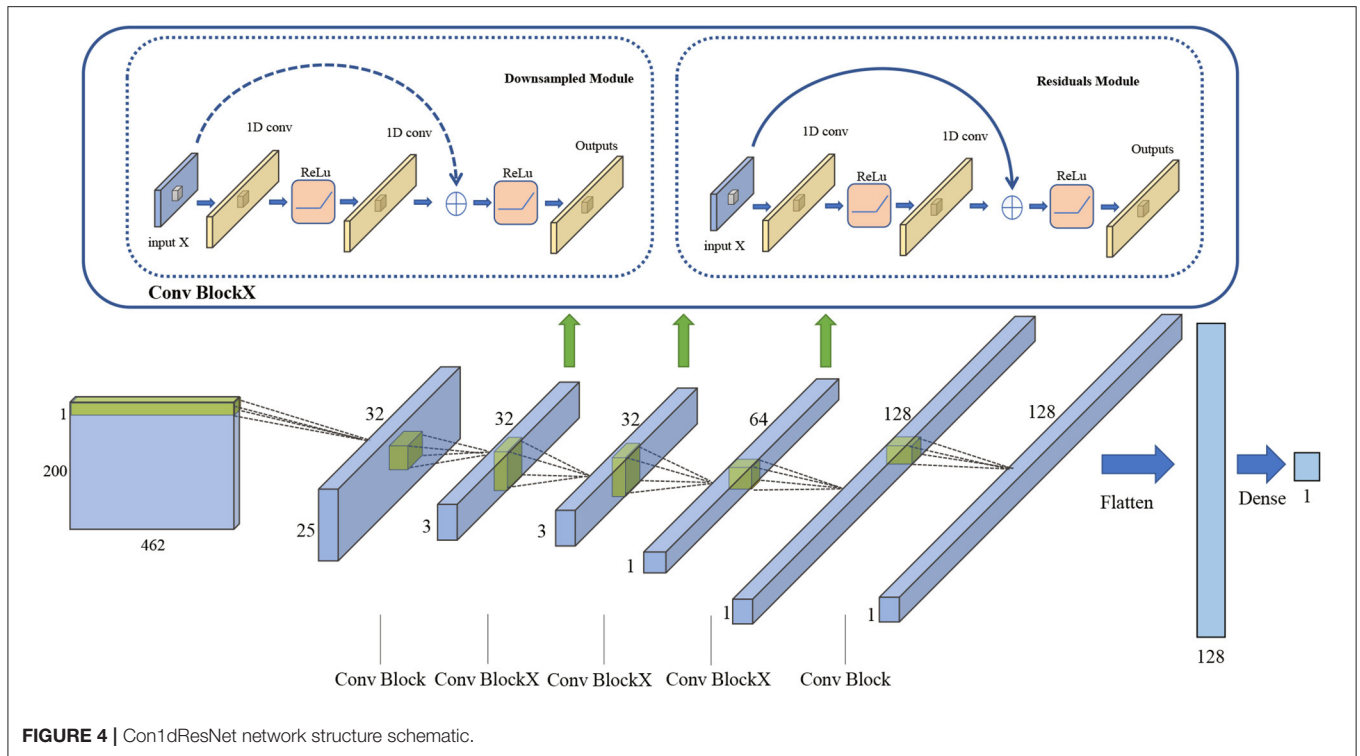 Downsampled Module
1D conv
1D conv
ReLu
ReLu
Outputs
input X
Residuals Module
1D conv
1D conv
ReLu
ReLu
Outputs
input X
Conv BlockX
1
200
462
32
25
32
3
32
3
64
1
128
1
128
1
Flatten
128
Dense
1
Conv Block
Conv BlockX
Conv BlockX
Conv BlockX
Conv Block
FIGURE 4 | Con1dResNet network structure schematic.